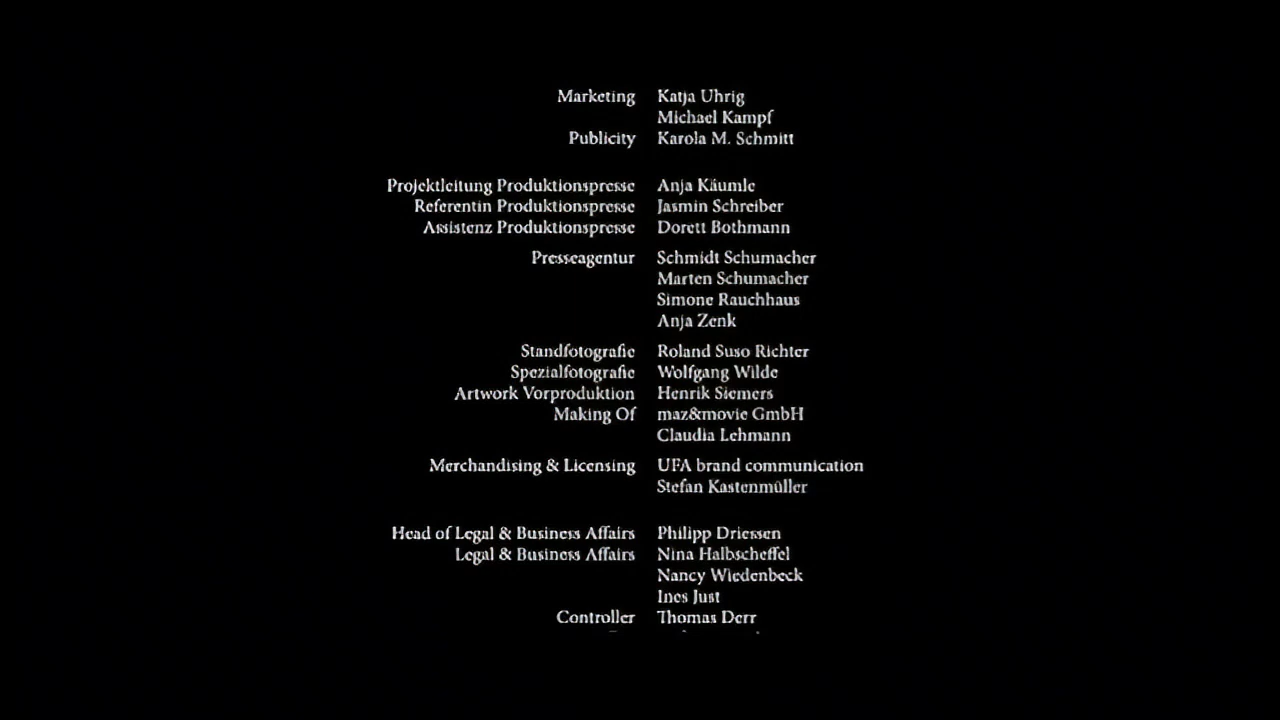 Marketing Katja Uhrig
Michael Kampf
Publicity Karola M. Schmitt
Projektleitung Produktionspresse Anja Käumle
Referentin Produktionspresse Jasmin Schreiber
Assistenz Produktionspresse Dorett Bothmann
Presseagentur Schmidt Schumacher
Marten Schumacher
Simone Rauchhaus
Anja Zenk
Standfotografie Roland Suso Richter
Spezialfotografie Wolfgang Wilde
Artwork Vorproduktion Henrik Siemers
Making Of maz&movie GmbH
Claudia Lehmann
Merchandising & Licensing UFA brand communication
Stefan Kastenmüller
Head of Legal & Business Affairs Philipp Driessen
Legal & Business Affairs Nina Halbscheffel
Nancy Wiedenbeck
Ines Just
Controller Thomas Derr